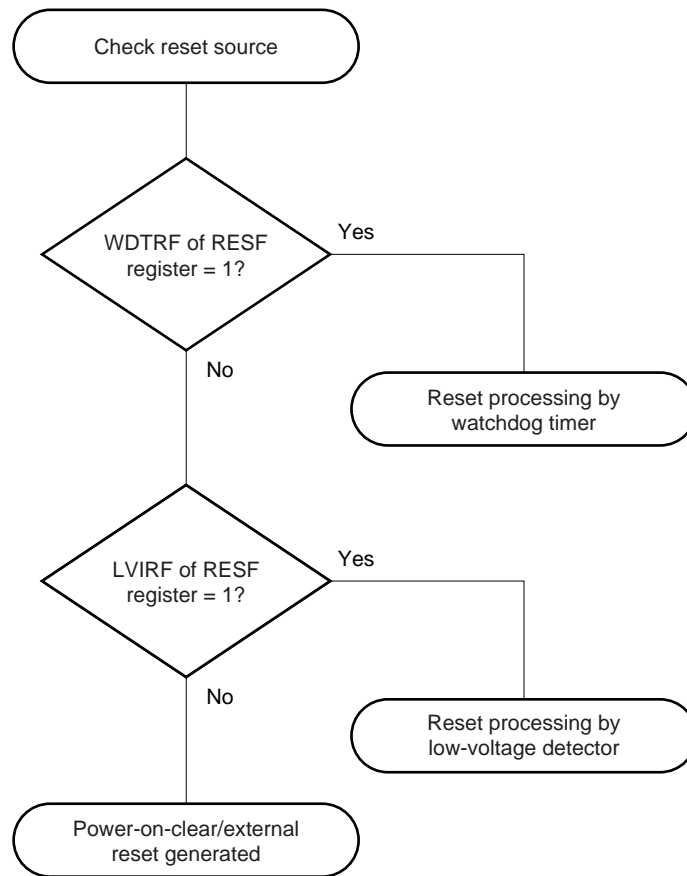 Check reset source
WDTRF of RESF
register = 1?
Yes
No
Reset processing by
watchdog timer
LVIRF of RESF
register = 1?
Yes
No
Reset processing by
low-voltage detector
Power-on-clear/external
reset generated